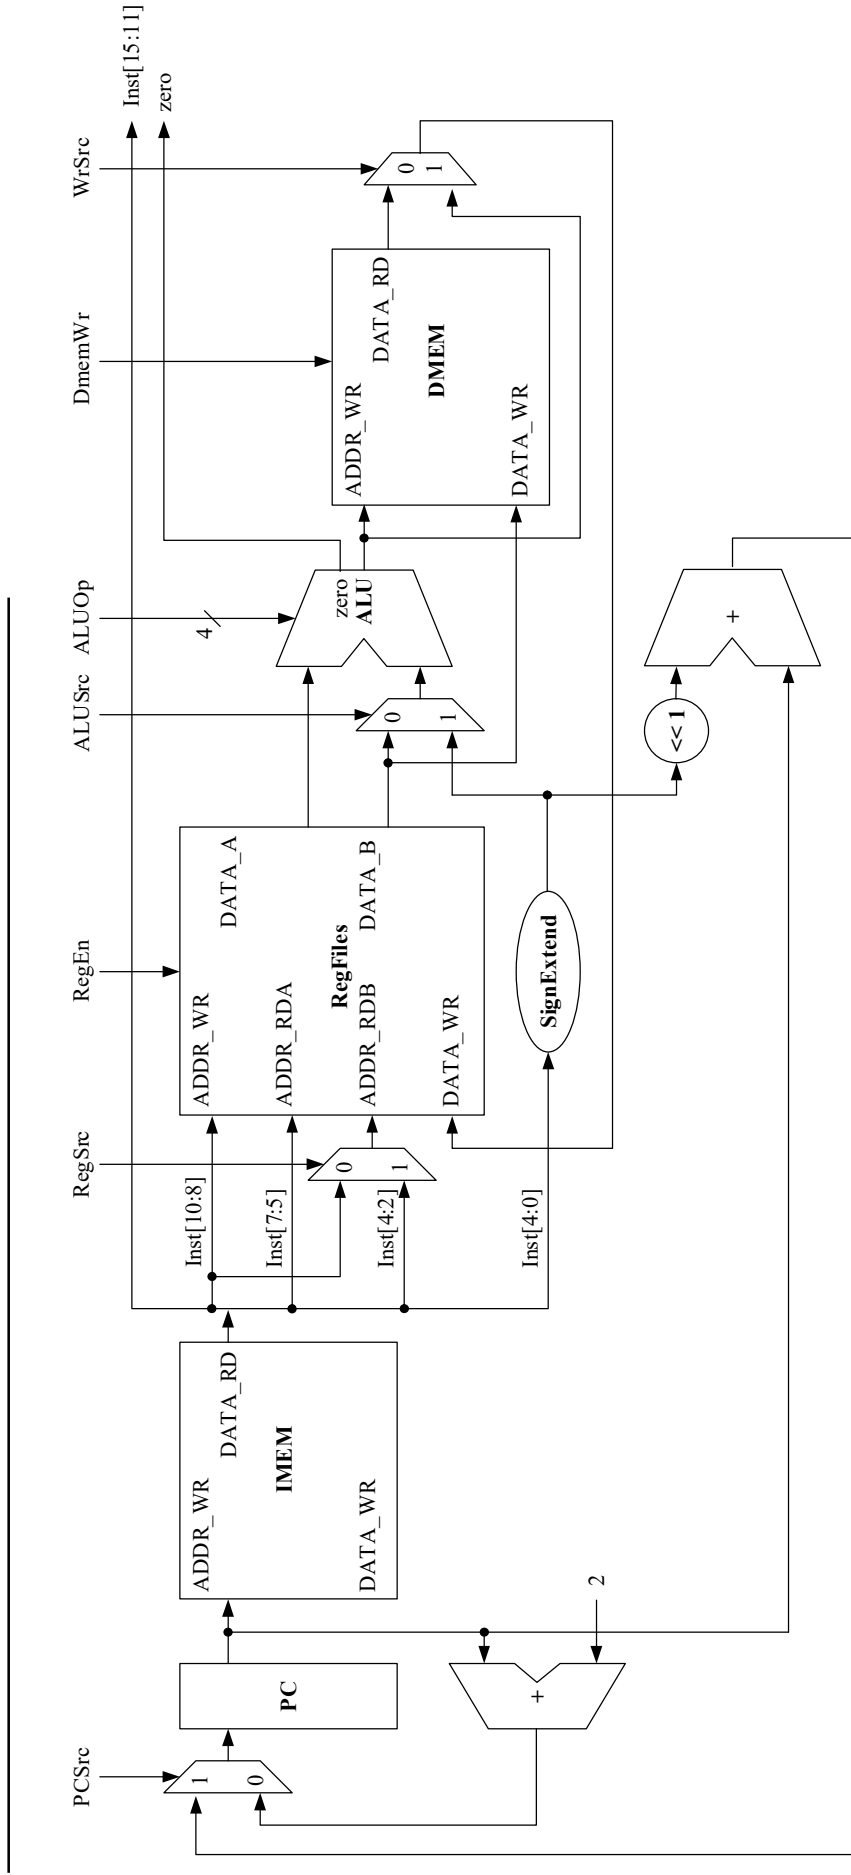 PCSrc
RegSrc
RegEn
ALUSrc
ALUOp
DmemWr
WrSrc
Inst[15:11]
zero
4
1
0
PC
ADDR_WR
DATA_RD
IMEM
DATA_WR
Inst[10:8]
Inst[7:5]
Inst[4:2]
Inst[4:0]
0
1
ADDR_WR
DATA_A
ADDR_RDA
RegFiles
ADDR_RDB
DATA_B
DATA_WR
SignExtend
0
1
zero
ALU
ADDR_WR
DATA_RD
DMEM
DATA_WR
0
1
+
2
<< 1
+